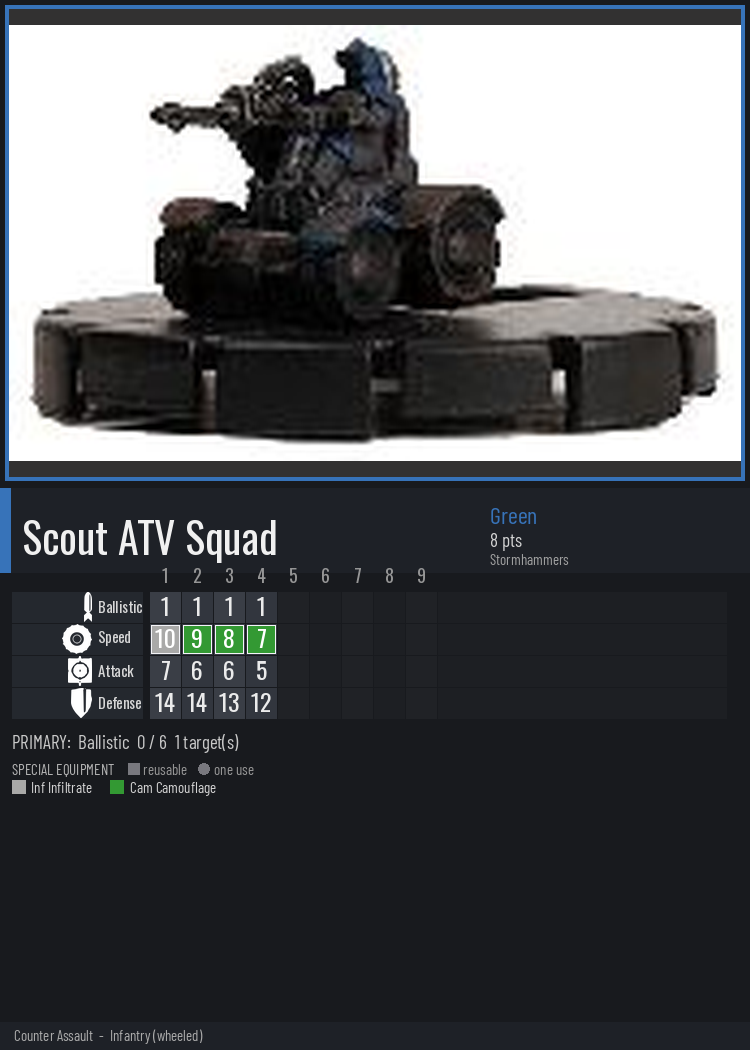 Scout ATV Squad
Green
8 pts
Stormhammers
1 2 3 4 5 6 7 8 9
Ballistic 1 1 1 1
Speed 10 9 8 7
Attack 7 6 6 5
Defense 14 14 13 12
PRIMARY: Ballistic 0 / 6 1 target(s)
SPECIAL EQUIPMENT reusable one use
Inf Infiltrate Cam Camouflage
Counter Assault - Infantry (wheeled)